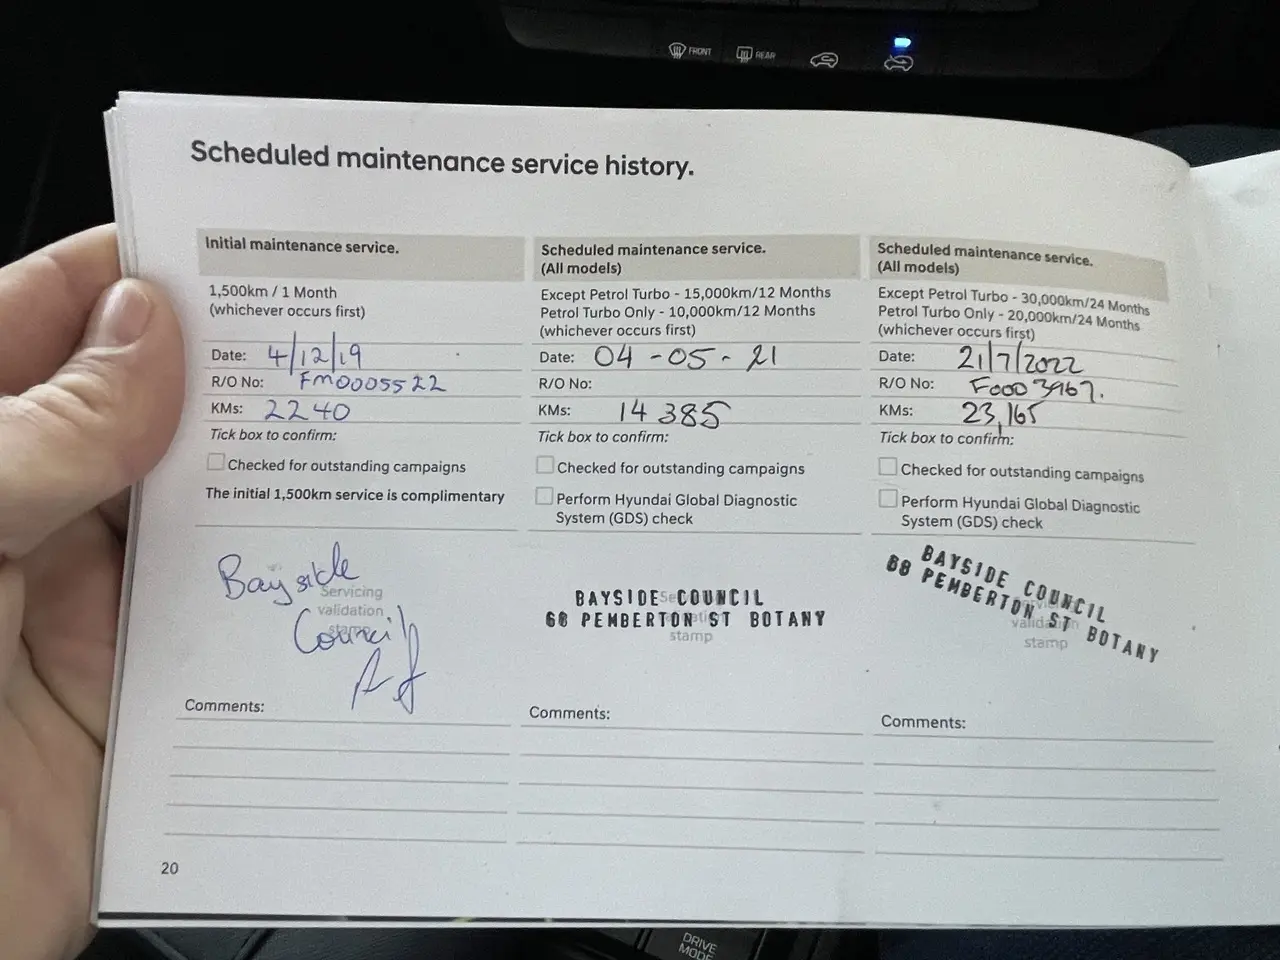 FRONT
REAR
Scheduled maintenance service history.
Initial maintenance service.
1,500km / 1 Month
(whichever occurs first)
Date: 4/12/19
R/O No: FM0005522
KMs: 2240
Tick box to confirm:
Checked for outstanding campaigns
The initial 1,500km service is complimentary
Bayside
Servicing
validation
stamp
Council
Comments:
Scheduled maintenance service.
(All models)
Except Petrol Turbo - 15,000km/12 Months
Petrol Turbo Only - 10,000km/12 Months
(whichever occurs first)
Date: 04-05-21
R/O No:
KMs: 14385
Tick box to confirm:
Checked for outstanding campaigns
Perform Hyundai Global Diagnostic
System (GDS) check
BAYSIDE COUNCIL
68 PEMBERTON ST BOTANY
stamp
Comments:
Scheduled maintenance service.
(All models)
Except Petrol Turbo - 30,000km/24 Months
Petrol Turbo Only - 20,000km/24 Months
(whichever occurs first)
Date: 21/7/2022
R/O No: F0003967.
KMs: 23,165
Tick box to confirm:
Checked for outstanding campaigns
Perform Hyundai Global Diagnostic
System (GDS) check
BAYSIDE COUNCIL
68 PEMBERTON ST BOTANY
validation
stamp
Comments:
20
DRIVE
MODE